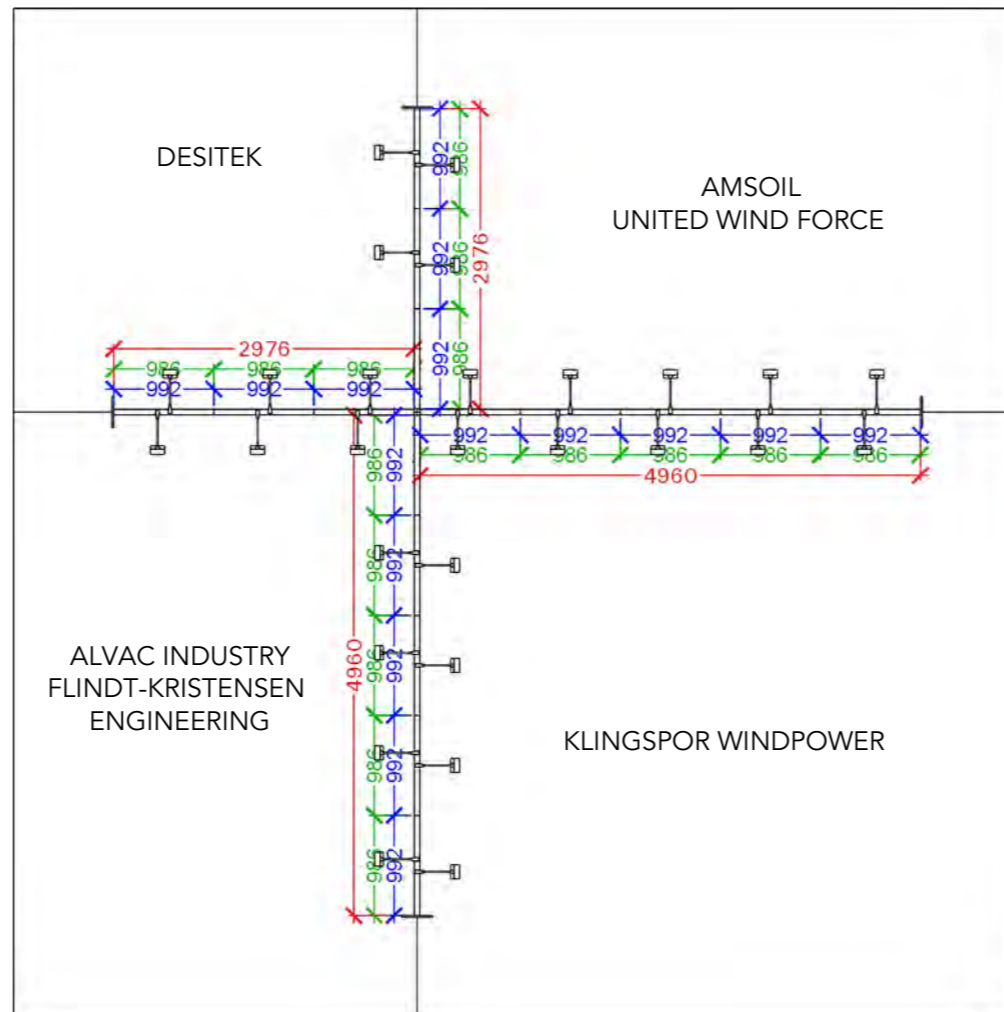 DESITEK
AMSOIL
UNITED WIND FORCE
992
986
992
986
2976
992
986
2976
986 986 986
992 992 992
992 992 992 992 992
986 986 986 986 986
4960
986
992
986
992
4960
986
992
986
992
986
992
ALVAC INDUSTRY
FLINDT-KRISTENSEN
ENGINEERING
KLINGSPOR WINDPOWER